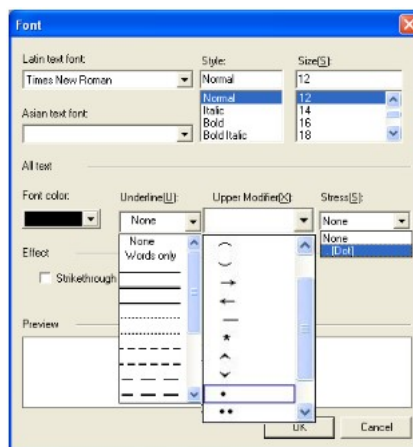 Font
Latin text font: Style: Size(S):
Times New Roman Normal 12
Normal 12
Asian text font: Italic 14
Bold 16
Bold Italic 18
All text
Font color: Underline(U): Upper Modifier(X): Stress(S):
None None
None None
Effect Words only (Dot)
Strikethrough
Preview
OK Cancel